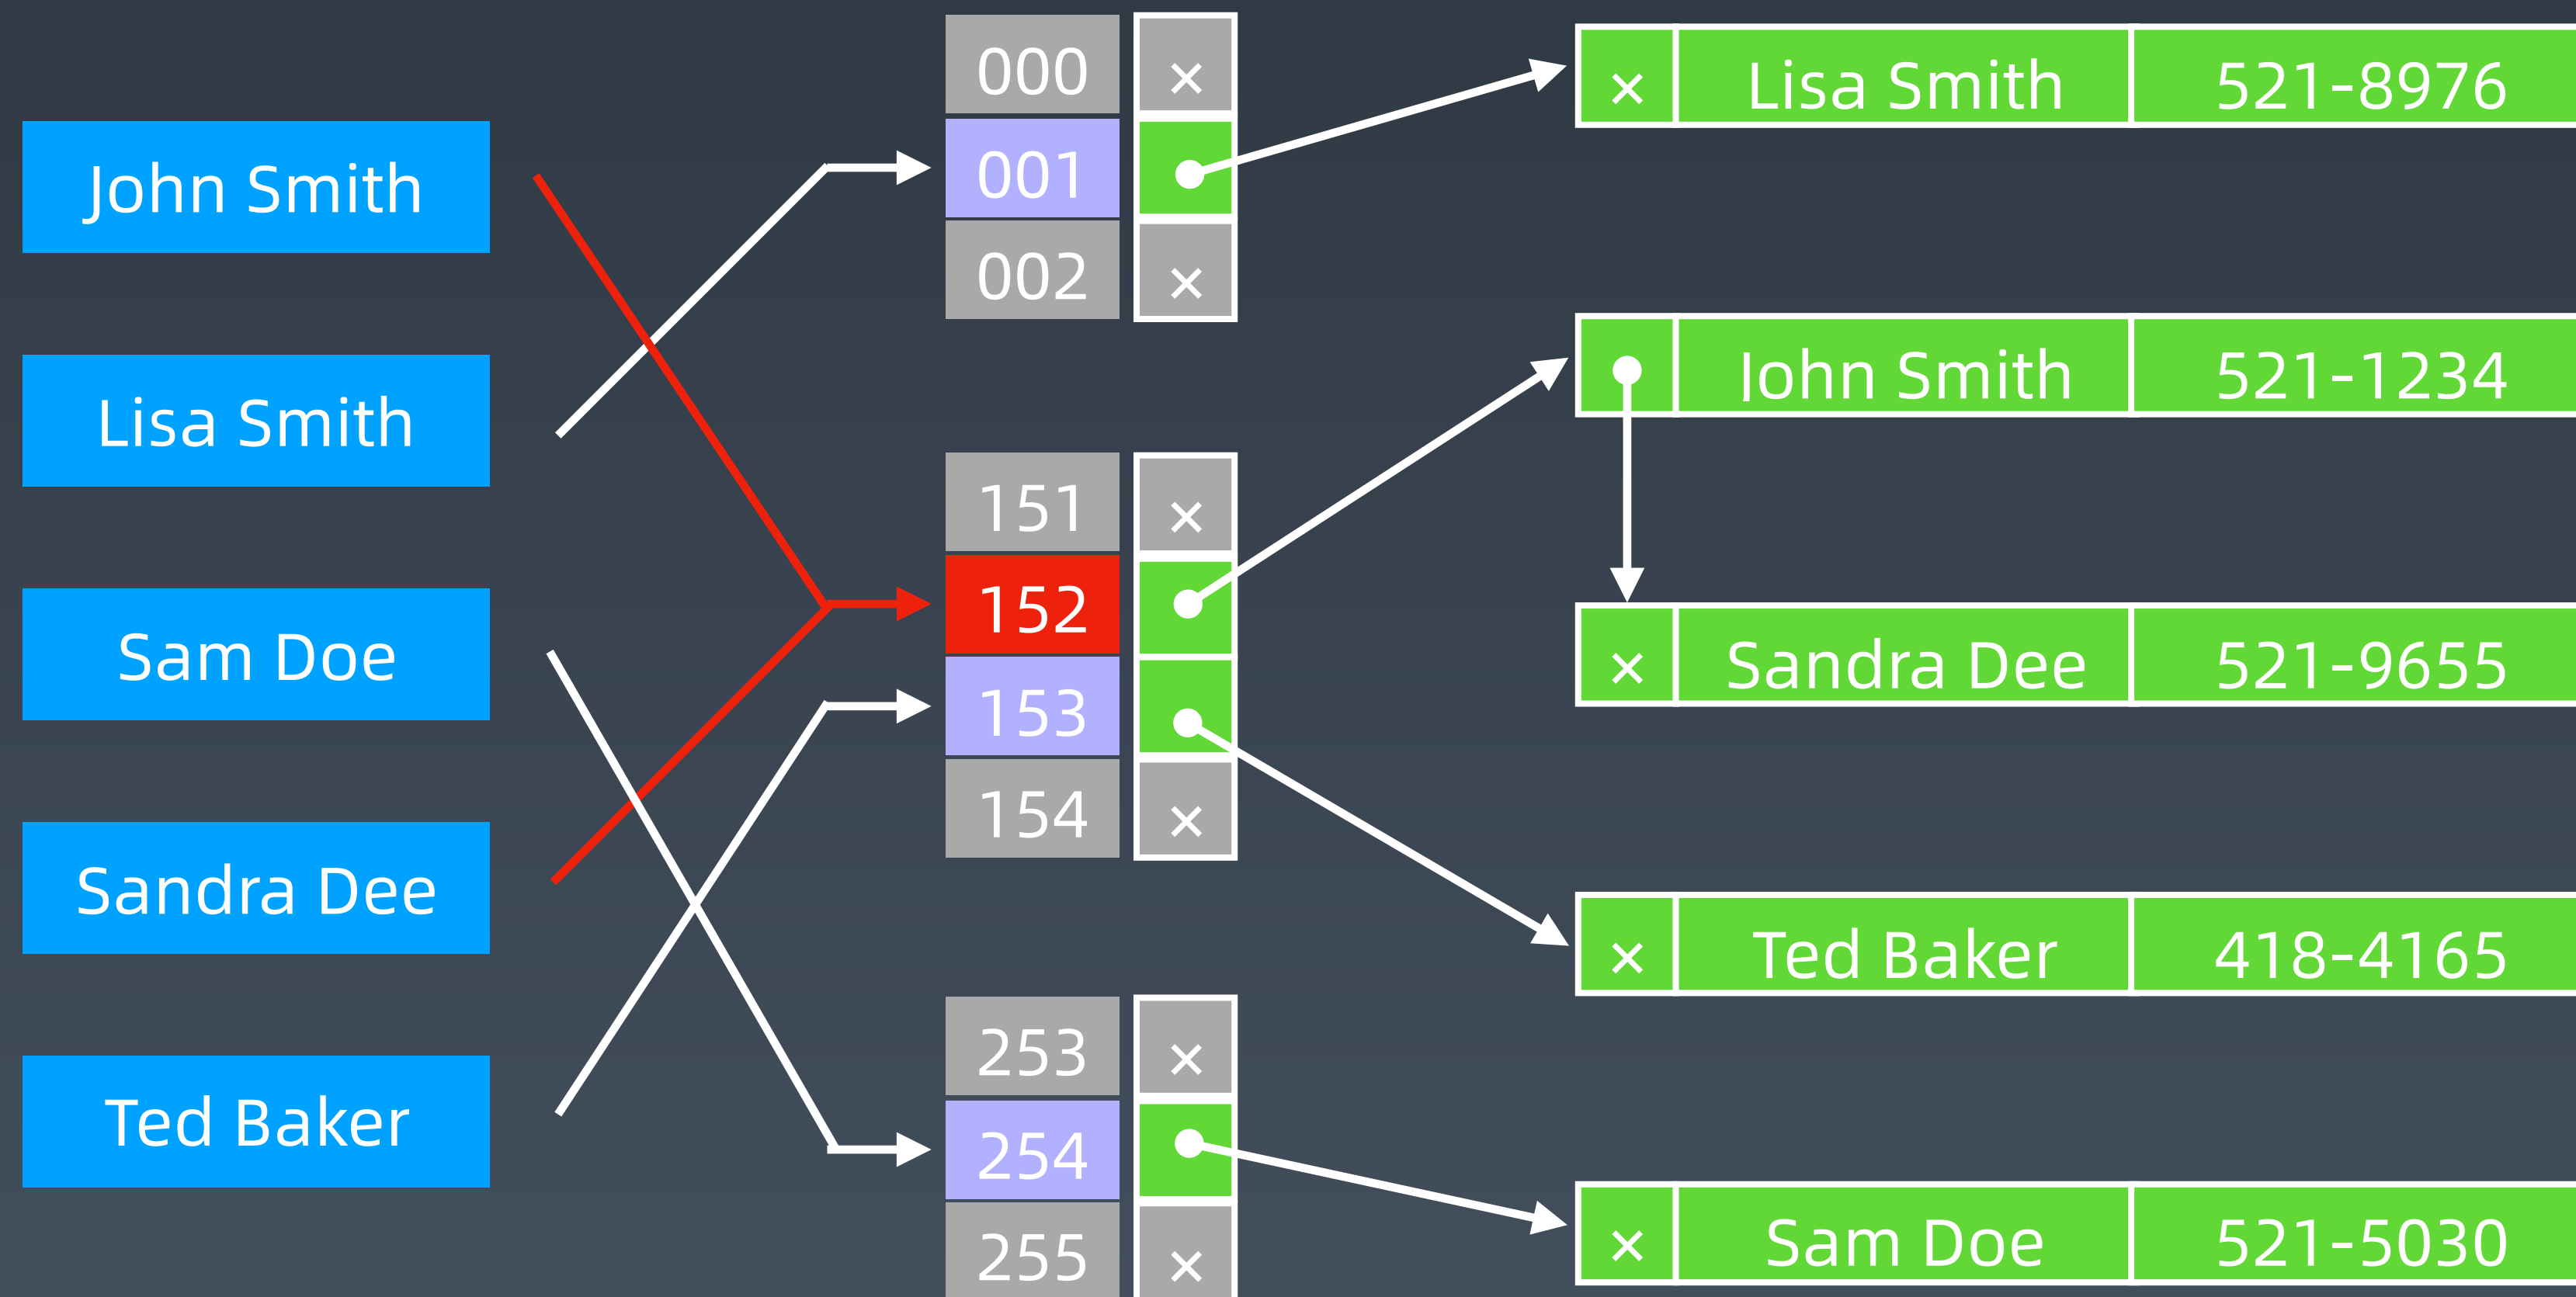 John Smith
Lisa Smith
Sam Doe
Sandra Dee
Ted Baker
000 ×
001
002 ×
151 ×
152
153
154 ×
253 ×
254
255 ×
× Lisa Smith 521-8976
John Smith 521-1234
× Sandra Dee 521-9655
× Ted Baker 418-4165
× Sam Doe 521-5030